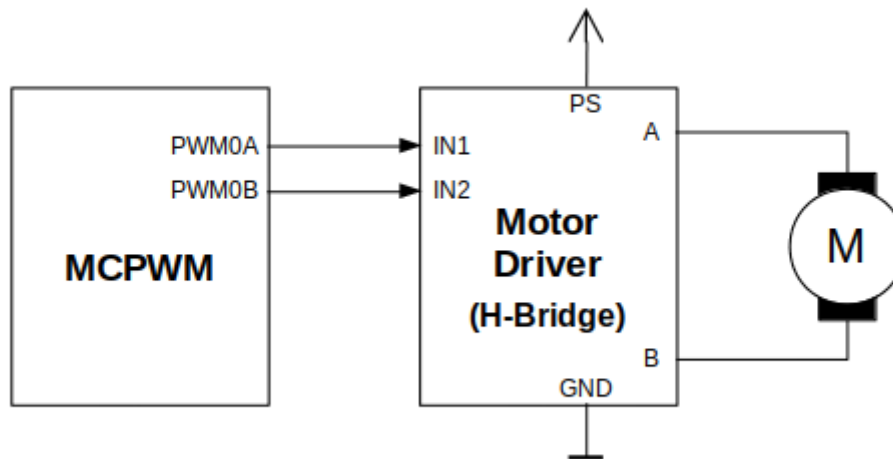 PS
PWM0A
IN1
A
PWM0B
IN2
MCPWM
Motor
Driver
(H-Bridge)
M
B
GND